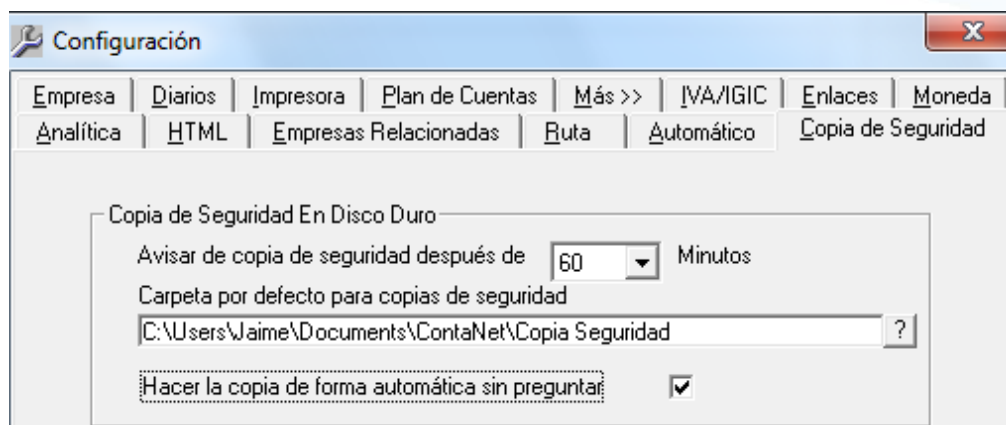 Configuración
Empresa Diarios Impresora Plan de Cuentas Más >> IVA/IGIC Enlaces Moneda
Analítica HTML Empresas Relacionadas Ruta Automático Copia de Seguridad
Copia de Seguridad En Disco Duro
Avisar de copia de seguridad después de 60 Minutos
Carpeta por defecto para copias de seguridad
C:\Users\Jaime\Documents\ContaNet\Copia Seguridad ?
Hacer la copia de forma automática sin preguntar